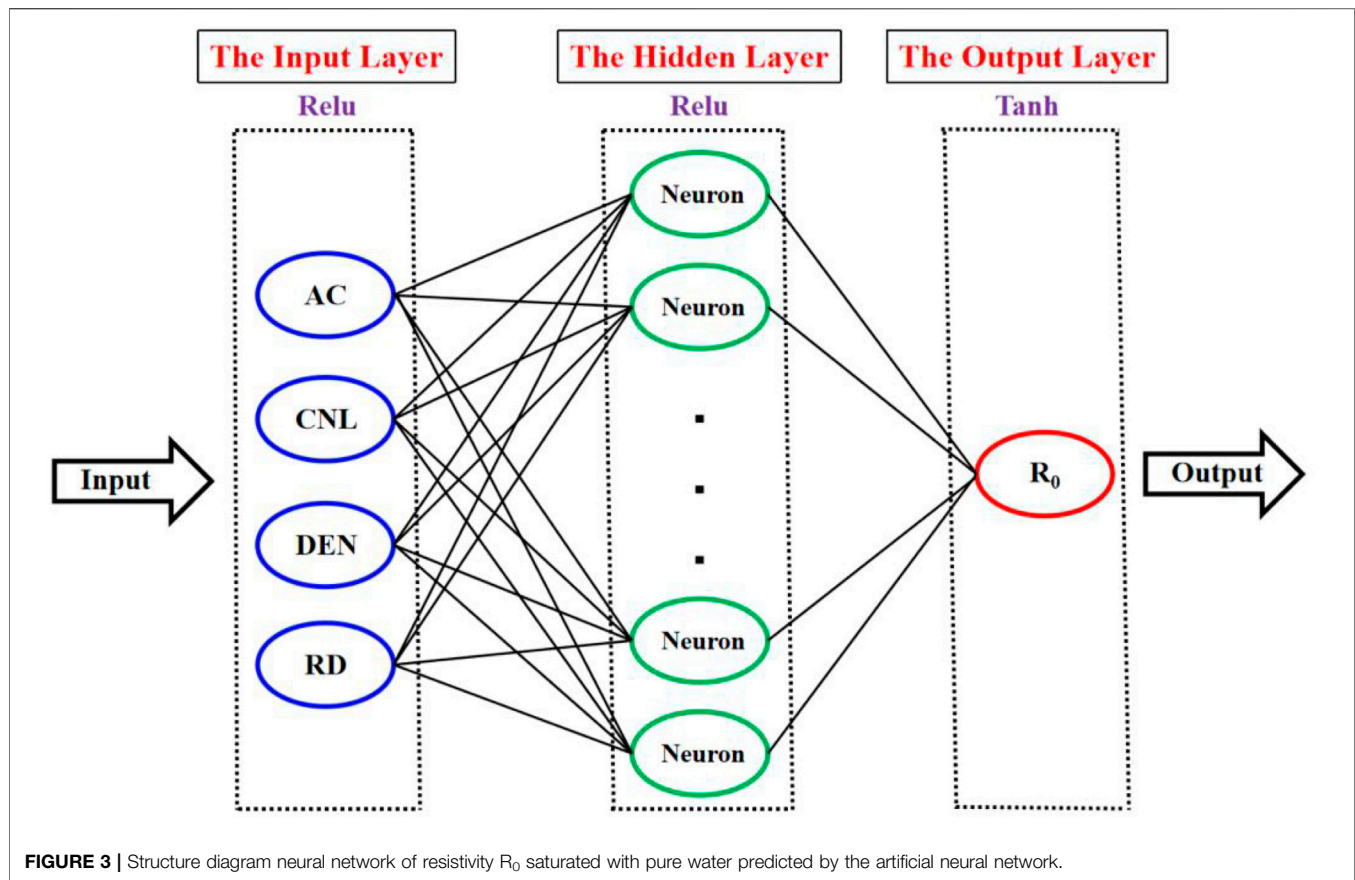 The Input Layer
The Hidden Layer
The Output Layer
Relu
Relu
Tanh
Input
AC
CNL
DEN
RD
Neuron
Neuron
Neuron
Neuron
R₀
Output
FIGURE 3 | Structure diagram neural network of resistivity R₀ saturated with pure water predicted by the artificial neural network.